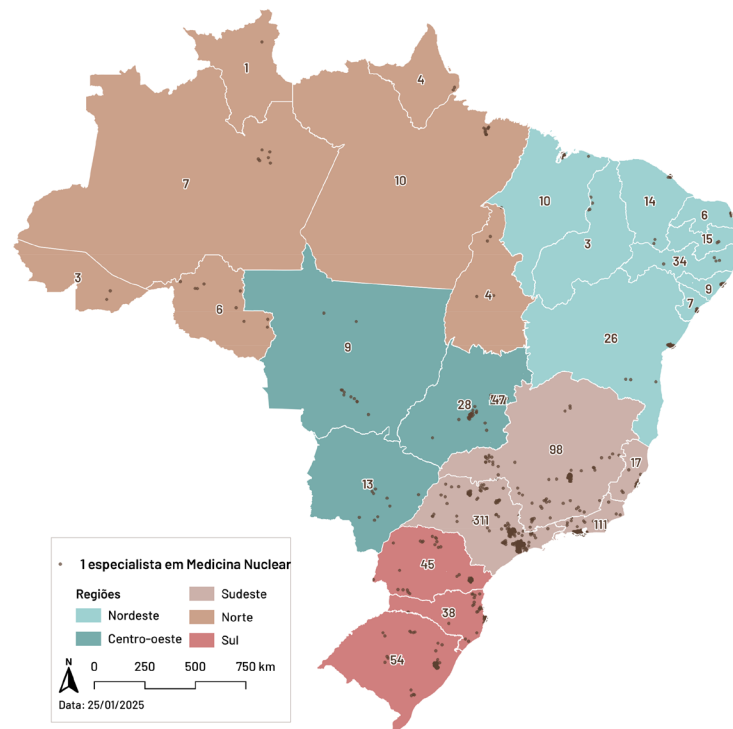 1
4
7
10
10
14
6
15
3
34
3
9
7
4
6
26
9
28
47
98
17
13
311
111
45
38
54
1 especialista em Medicina Nuclear
Regiões
Nordeste
Centro-oeste
Sudeste
Norte
Sul
N
0 250 500 750 km
Data: 25/01/2025